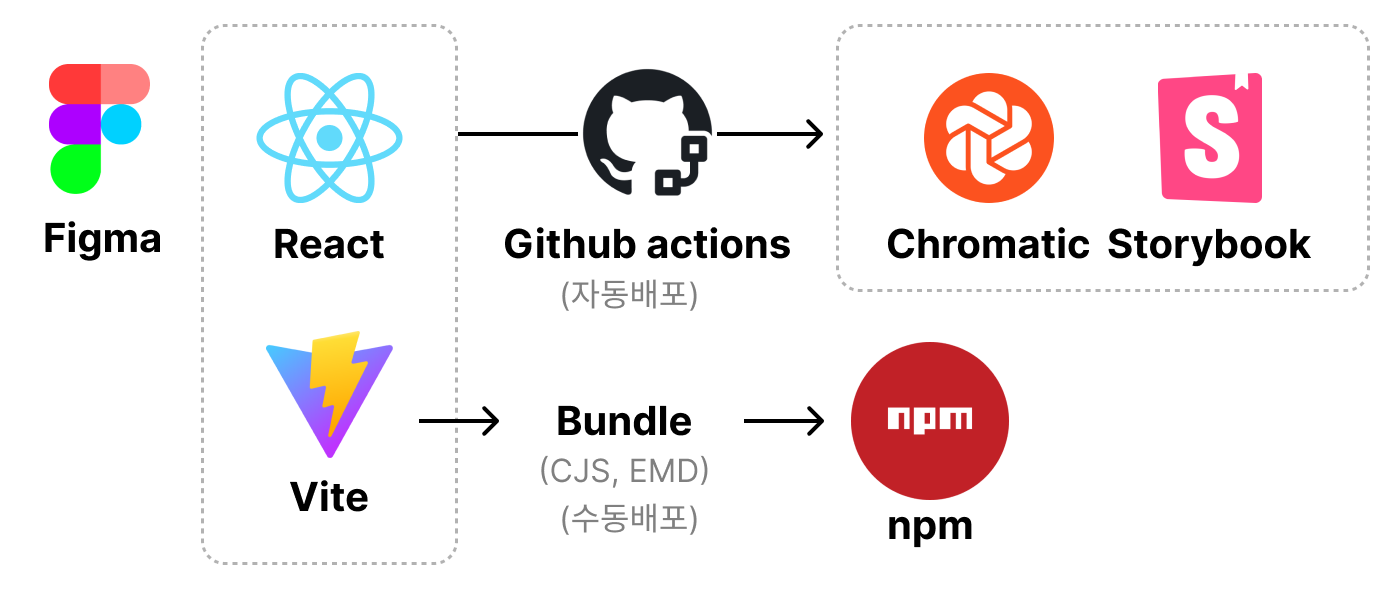 Figma
React
Github actions
(자동배포)
S
Chromatic
Storybook
Vite
Bundle
(CJS, EMD)
(수동배포)
npm
npm